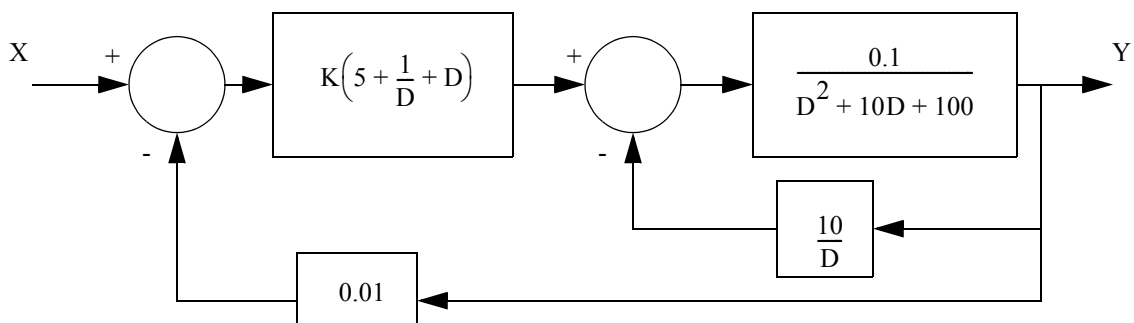 X
+
-
K(5 + 1/D + D)
+
-
0.1
D^2 + 10D + 100
Y
10
D
0.01